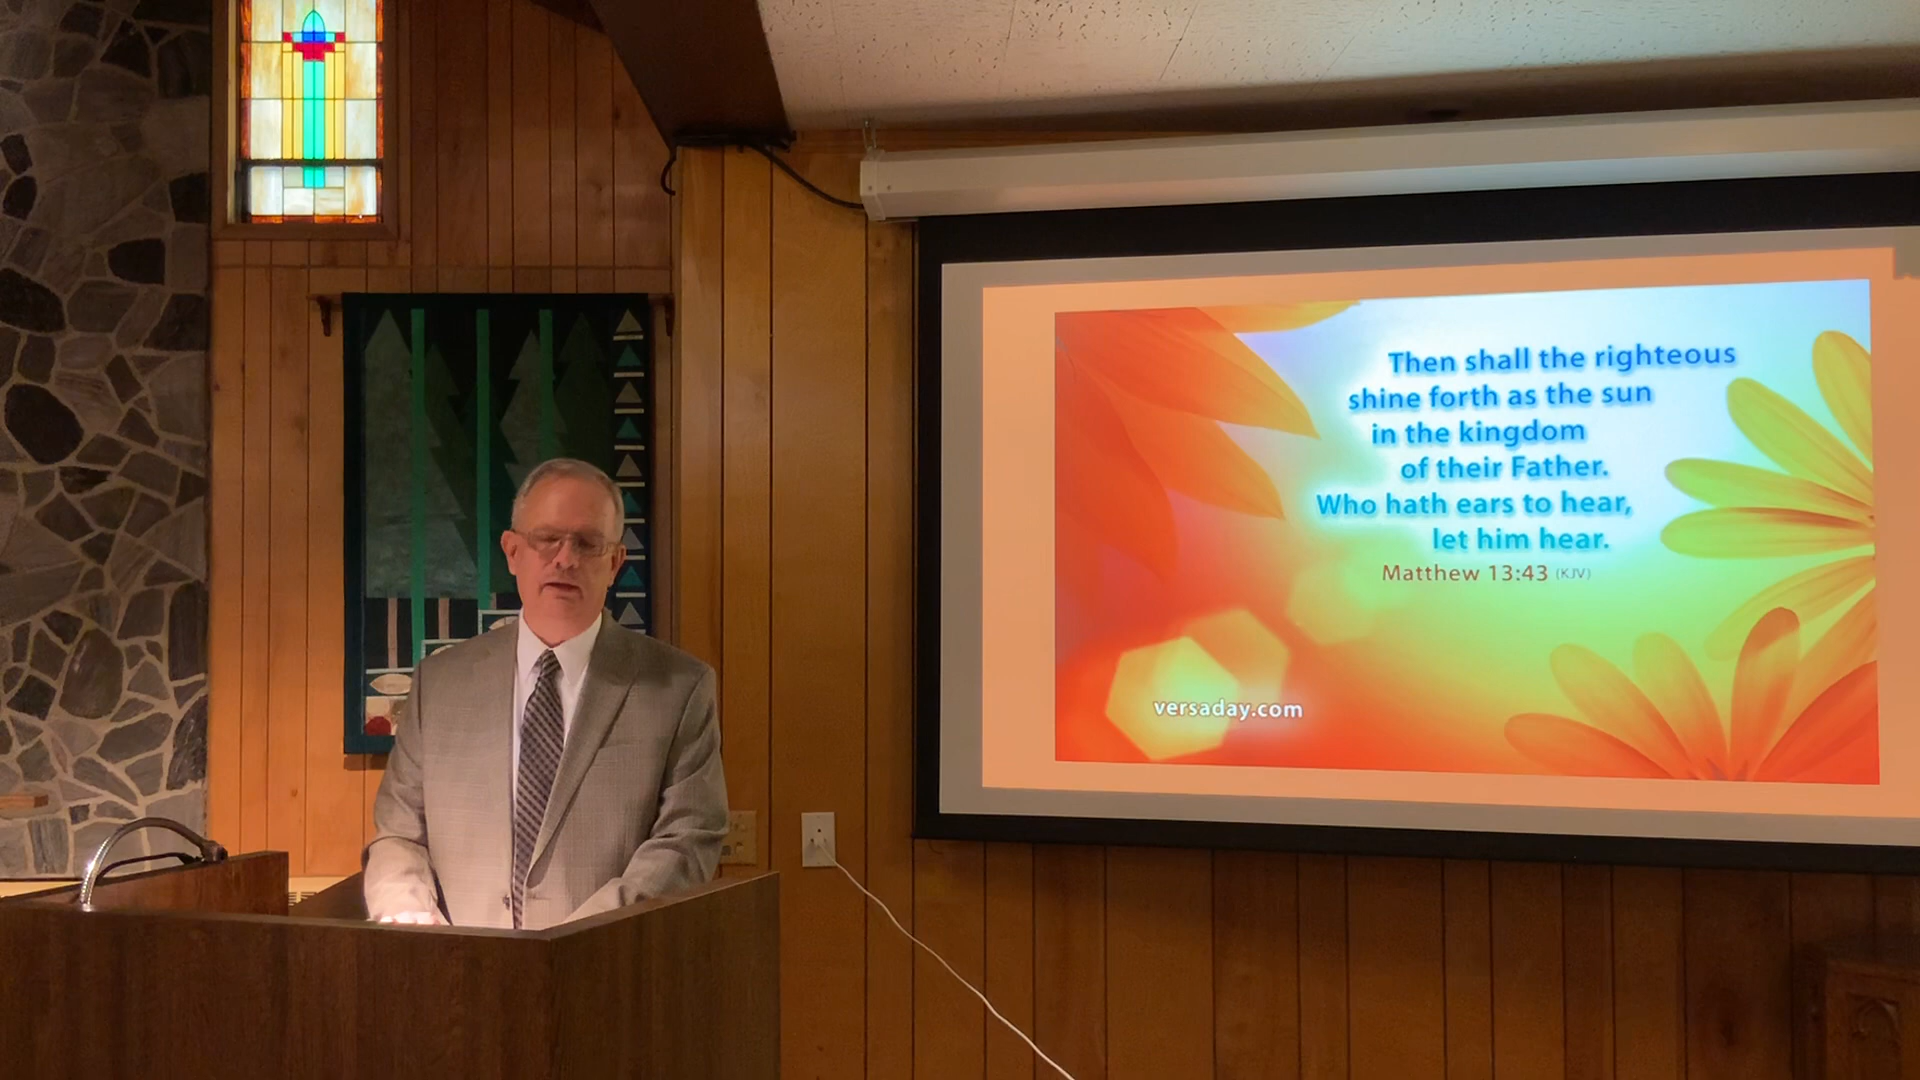 Then shall the righteous
shine forth as the sun
in the kingdom
of their Father.
Who hath ears to hear,
let him hear.
Matthew 13:43 (KJV)
versaday.com